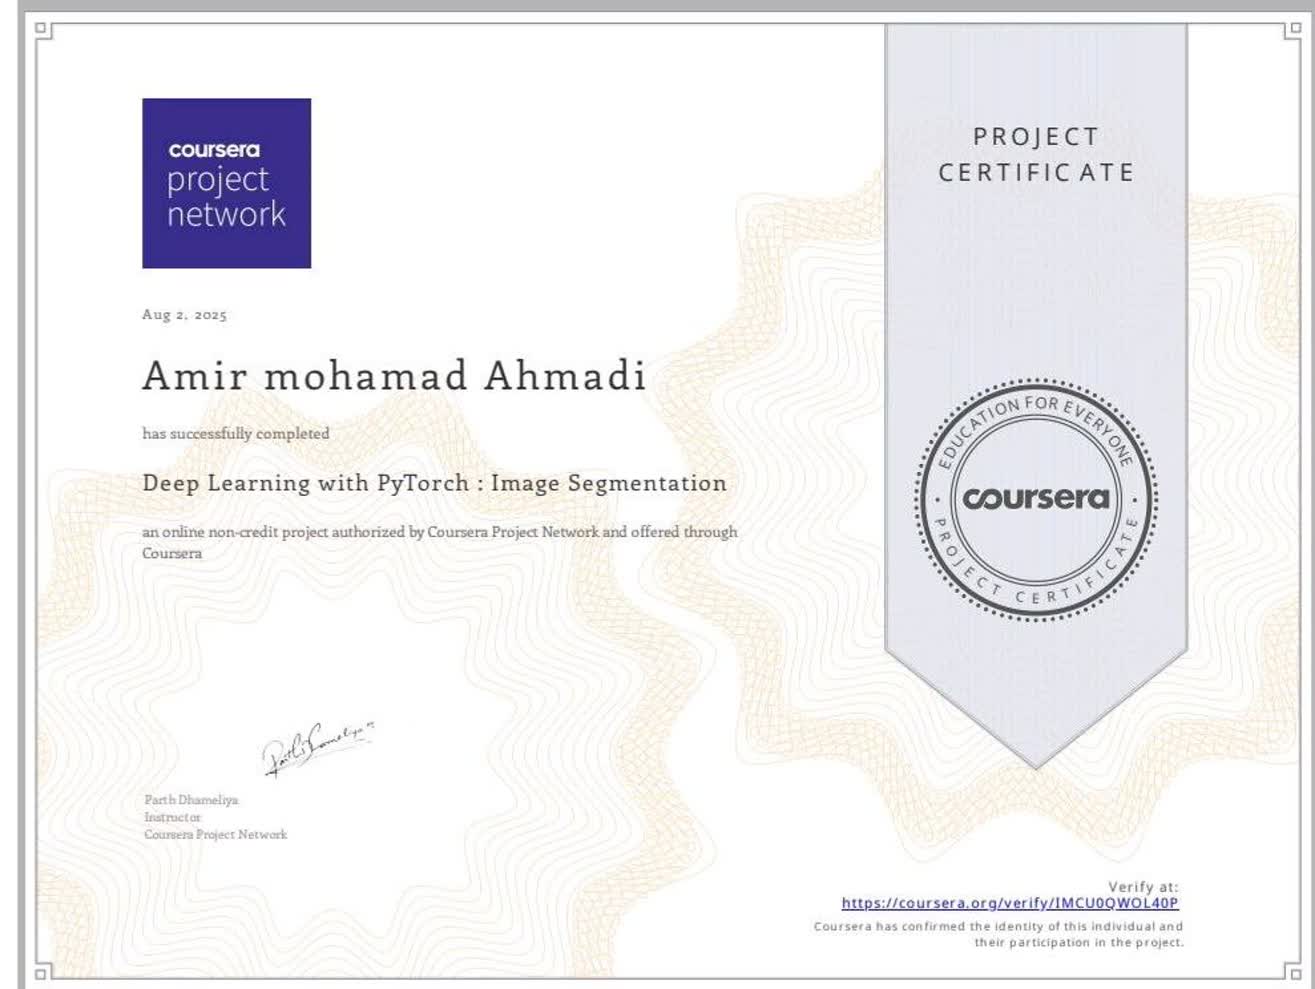 coursera
project
network
PROJECT
CERTIFICATE
Aug 2, 2025
Amir mohamad Ahmadi
has successfully completed
Deep Learning with PyTorch : Image Segmentation
an online non-credit project authorized by Coursera Project Network and offered through
Coursera
EDUCATION FOR EVERYONE
coursera
PROJECT CERTIFICATE
Parth Dhameliya
Parth Dhameliya
Instructor
Coursera Project Network
Verify at:
https://coursera.org/verify/IMCU0QWOL40P
Coursera has confirmed the identity of this individual and
their participation in the project.